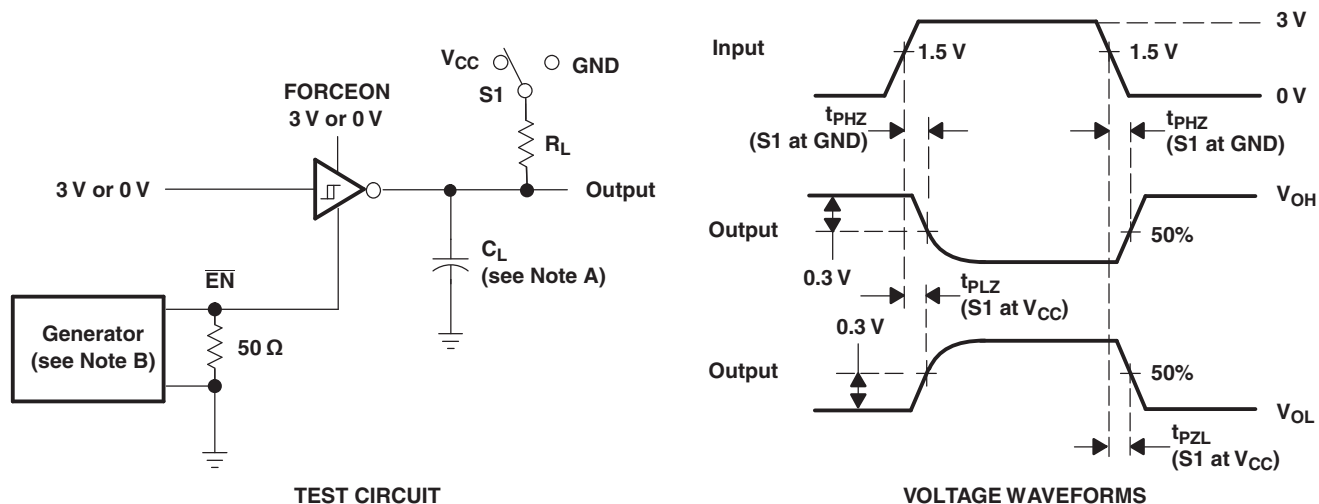 V_CC
GND
S1
FORCEON
3 V or 0 V
R_L
3 V or 0 V
Output
C_L
(see Note A)
EN
Generator
(see Note B)
50 Ω
TEST CIRCUIT
3 V
Input
1.5 V
1.5 V
0 V
t_PHZ
(S1 at GND)
t_PHZ
(S1 at GND)
V_OH
Output
50%
0.3 V
t_PLZ
(S1 at V_CC)
0.3 V
Output
50%
V_OL
t_PZL
(S1 at V_CC)
VOLTAGE WAVEFORMS